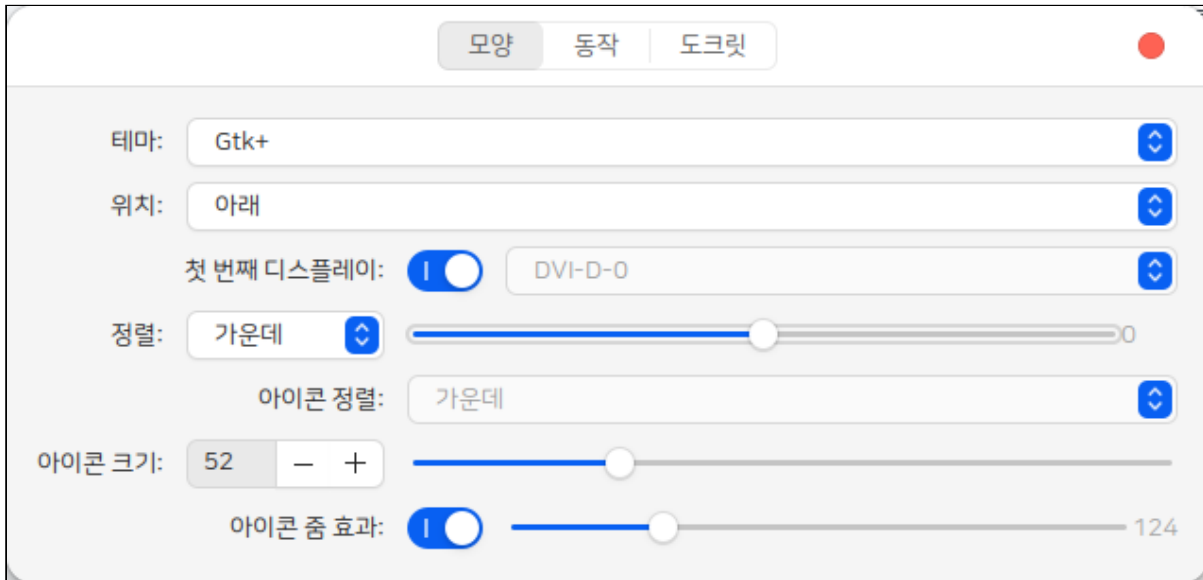 모양 동작 도크릿
테마: Gtk+
위치: 아래
첫 번째 디스플레이: DVI-D-0
정렬: 가운데 0
아이콘 정렬: 가운데
아이콘 크기: 52 − +
아이콘 줌 효과: 124